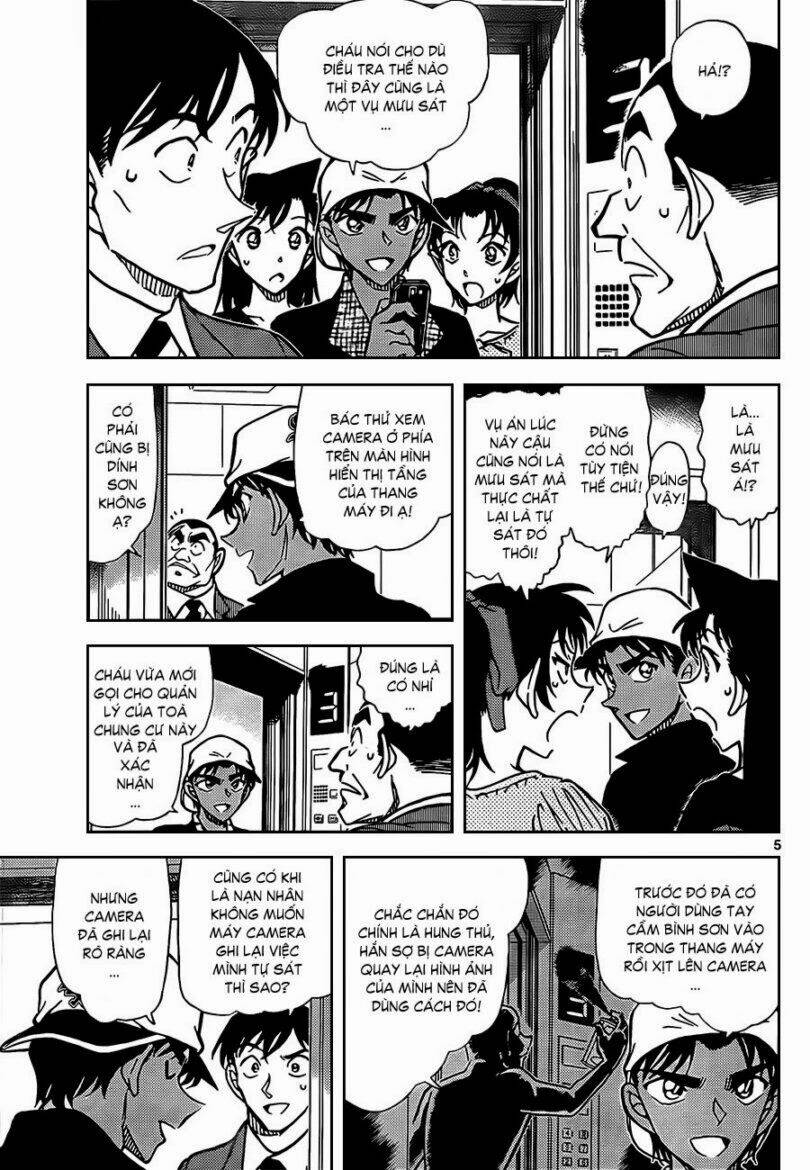 HẢ!?
CHÁU NÓI CHO DÙ
ĐIỀU TRA THẾ NÀO
THÌ ĐÂY CŨNG LÀ
MỘT VỤ MƯU SÁT
...
LÀ...
LÀ
MƯU
SÁT
Á!?
ĐÚNG
VẬY!
ĐỪNG
CÓ NÓI
TÙY TIỆN
THẾ CHỨ!
VỤ ÁN LÚC
NÀY CẬU
CŨNG NÓI LÀ
MƯU SÁT MÀ
THỰC CHẤT
LẠI LÀ TỰ
SÁT ĐÓ
THÔI!
BÁC THỬ XEM
CAMERA Ở PHÍA
TRÊN MÀN HÌNH
HIỂN THỊ TẦNG
CỦA THANG
MÁY ĐI Ạ!
CÓ
PHẢI
CŨNG BỊ
DÍNH
SƠN
KHÔNG
Ạ?
ĐÚNG LÀ
CÓ NHỈ
...
CHÁU VỪA MỚI
GỌI CHO QUẢN
LÝ CỦA TOÀ
CHUNG CƯ NÀY
VÀ ĐÃ
XÁC
NHẬN
...
3
5
TRƯỚC ĐÓ ĐÃ CÓ
NGƯỜI DÙNG TAY
CẦM BÌNH SƠN VÀO
TRONG THANG MÁY
RỒI XỊT LÊN CAMERA
...
CHẮC CHẮN ĐÓ
CHÍNH LÀ HUNG THỦ,
HẮN SỢ BỊ CAMERA
QUAY LẠI HÌNH ẢNH
CỦA MÌNH NÊN ĐÃ
DÙNG CÁCH ĐÓ!
CŨNG CÓ KHI
LÀ NẠN NHÂN
KHÔNG MUỐN
MÁY CAMERA
GHI LẠI VIỆC
MÌNH TỰ SÁT
THÌ SAO?
NHƯNG
CAMERA
ĐÃ GHI LẠI
RÕ RÀNG
...